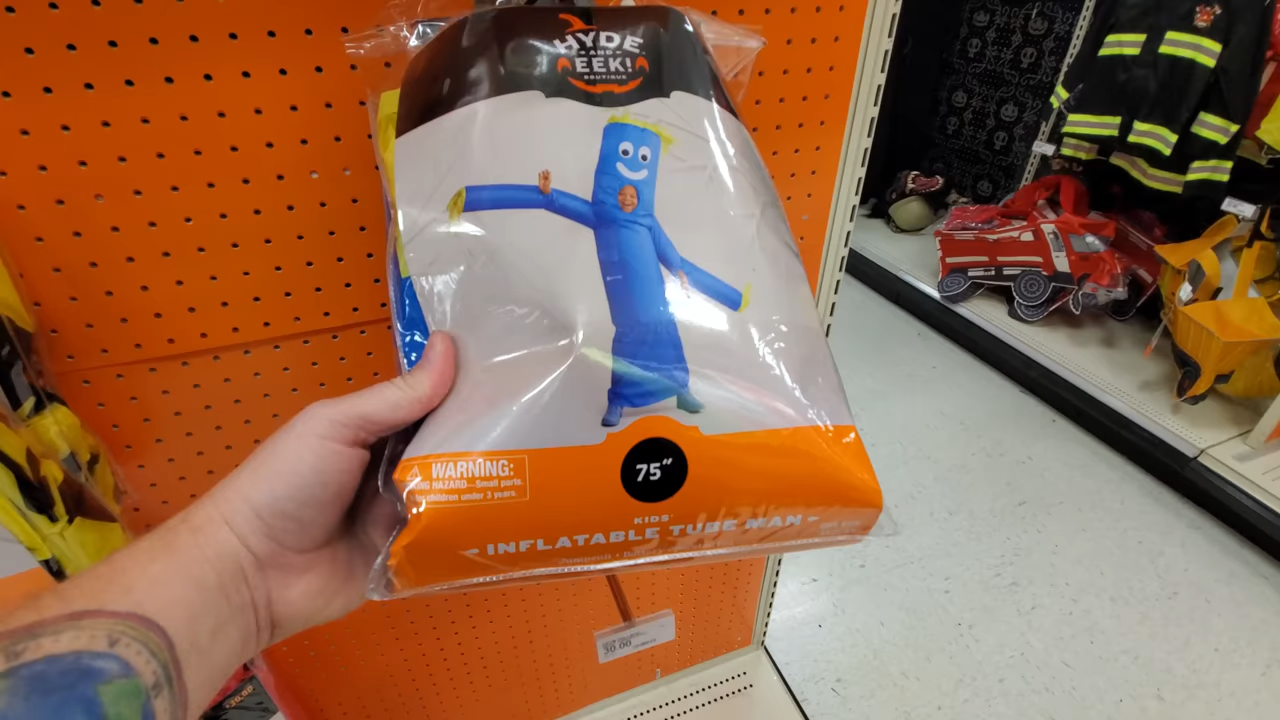 HYDE
AND
EEK!
BOUTIQUE
WARNING:
HAZARD—Small parts.
children under 3 years.
75"
KIDS'
INFLATABLE TUBE MAN
Jumpsuit •
30.00